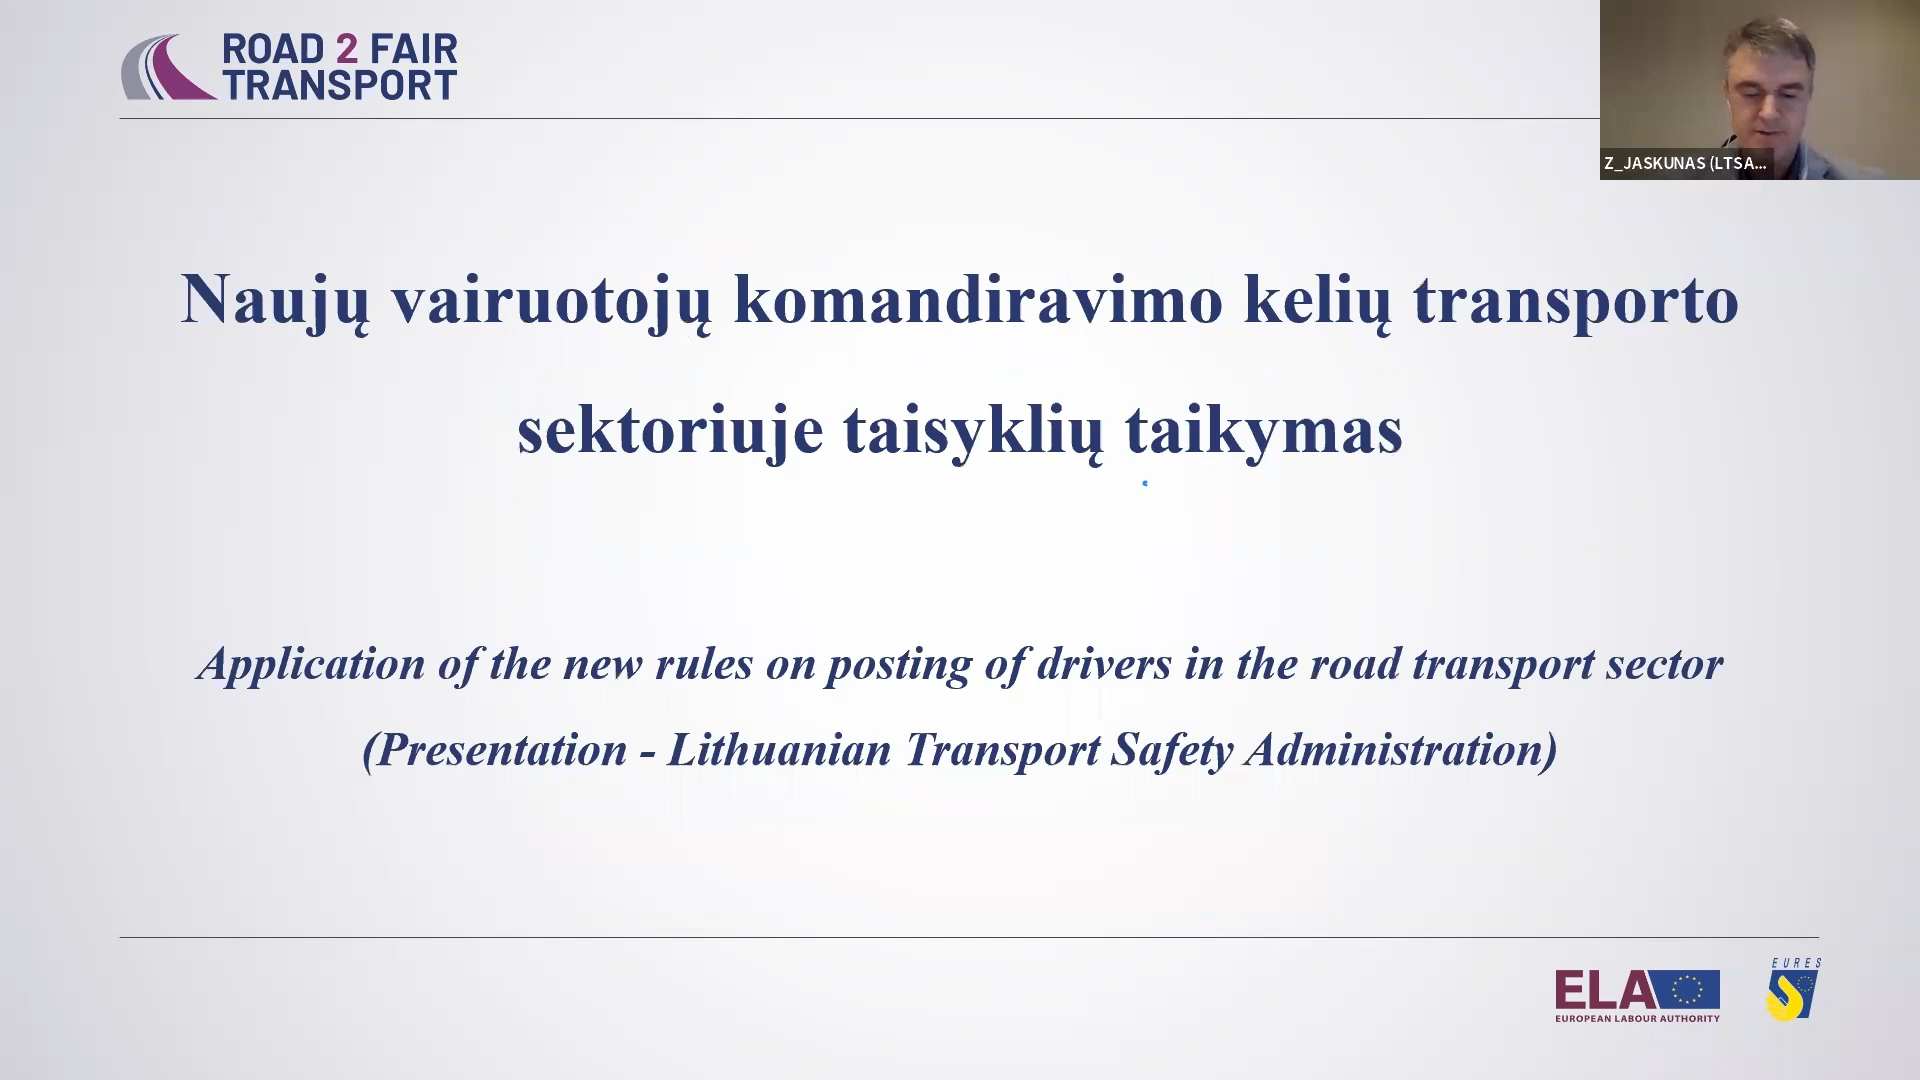 ROAD 2 FAIR
TRANSPORT
Z_JASKUNAS (LTSA...
Naujų vairuotojų komandiravimo kelių transporto
sektoriuje taisyklių taikymas
Application of the new rules on posting of drivers in the road transport sector
(Presentation - Lithuanian Transport Safety Administration)
ELA
EUROPEAN LABOUR AUTHORITY
EURES